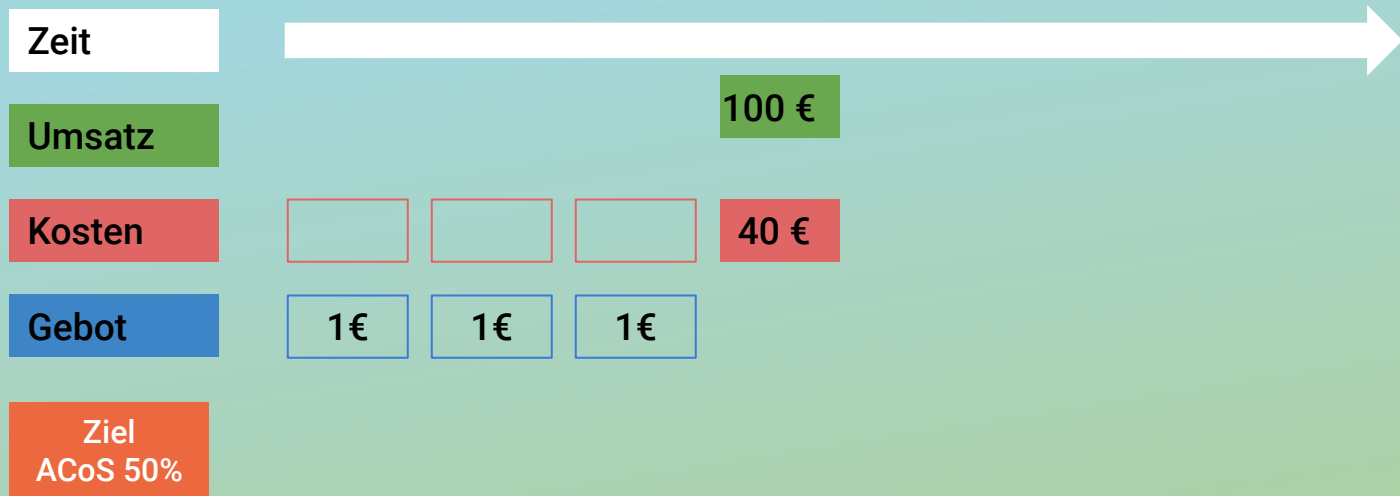 Zeit
Umsatz
100 €
Kosten
40 €
Gebot
1€
1€
1€
Ziel
ACoS 50%